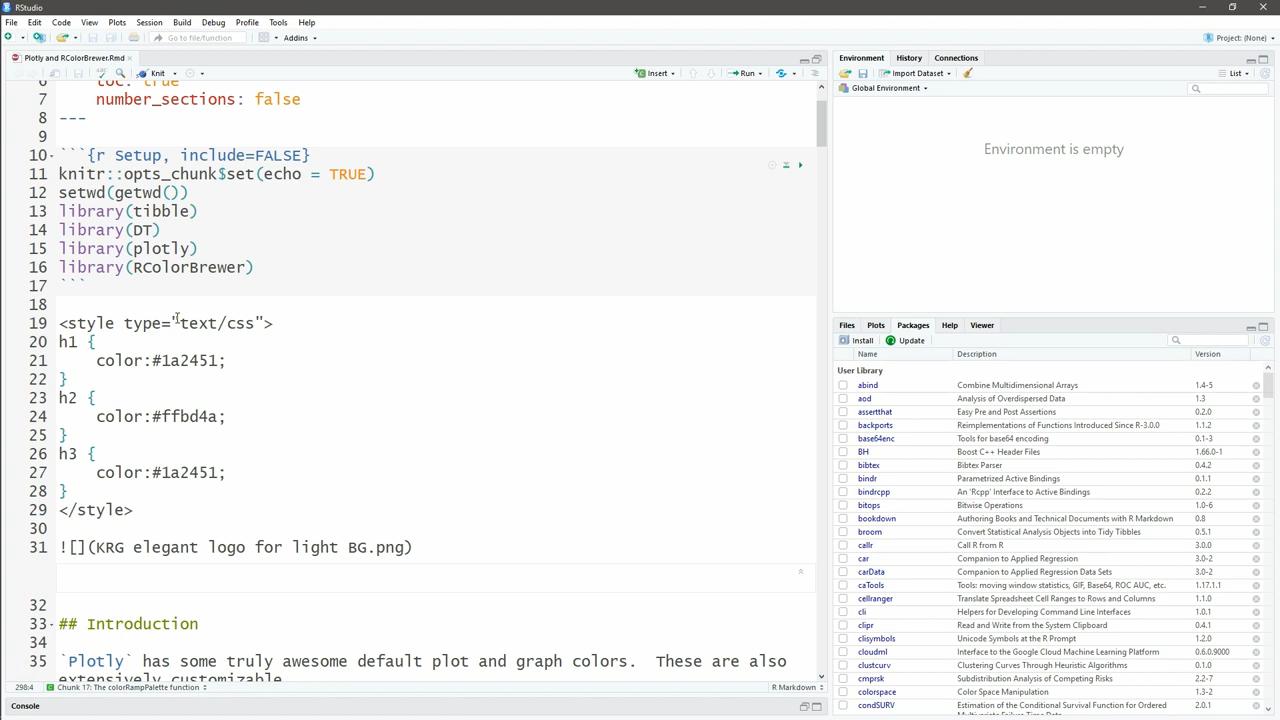 RStudio
File Edit Code View Plots Session Build Debug Profile Tools Help
Go to file/function Addins Project: (None)
Plotly and RColorBrewer.Rmd
Knit Insert Run
6 toc: true
7 number_sections: false
8 ---
9
10 ```{r Setup, include=FALSE}
11 knitr::opts_chunk$set(echo = TRUE)
12 setwd(getwd())
13 library(tibble)
14 library(DT)
15 library(plotly)
16 library(RColorBrewer)
17 ```
18
19 <style type="text/css">
20 h1 {
21 color:#1a2451;
22 }
23 h2 {
24 color:#ffbd4a;
25 }
26 h3 {
27 color:#1a2451;
28 }
29 </style>
30
31 ![](KRG elegant logo for light BG.png)
32
33 ## Introduction
34
35 `Plotly` has some truly awesome default plot and graph colors.  These are also
extensively customizable
298:4 Chunk 17: The colorRampPalette function R Markdown
Console
Environment History Connections
Import Dataset List
Global Environment
Environment is empty
Files Plots Packages Help Viewer
Install Update
Name Description Version
User Library
abind Combine Multidimensional Arrays 1.4-5
aod Analysis of Overdispersed Data 1.3
assertthat Easy Pre and Post Assertions 0.2.0
backports Reimplementations of Functions Introduced Since R-3.0.0 1.1.2
base64enc Tools for base64 encoding 0.1-3
BH Boost C++ Header Files 1.66.0-1
bibtex Bibtex Parser 0.4.2
bindr Parametrized Active Bindings 0.1.1
bindrcpp An 'Rcpp' Interface to Active Bindings 0.2.2
bitops Bitwise Operations 1.0-6
bookdown Authoring Books and Technical Documents with R Markdown 0.8
broom Convert Statistical Analysis Objects into Tidy Tibbles 0.5.1
callr Call R from R 3.0.0
car Companion to Applied Regression 3.0-2
carData Companion to Applied Regression Data Sets 3.0-2
caTools Tools: moving window statistics, GIF, Base64, ROC AUC, etc. 1.17.1.1
cellranger Translate Spreadsheet Cell Ranges to Rows and Columns 1.1.0
cli Helpers for Developing Command Line Interfaces 1.0.1
clipr Read and Write from the System Clipboard 0.4.1
clisymbols Unicode Symbols at the R Prompt 1.2.0
cloudml Interface to the Google Cloud Machine Learning Platform 0.6.0.9000
clustcurv Clustering Curves Through Heuristic Algorithms 0.1.0
cmprsk Subdistribution Analysis of Competing Risks 2.2-7
colorspace Color Space Manipulation 1.3-2
condSURV Estimation of the Conditional Survival Function for Ordered 2.0.1